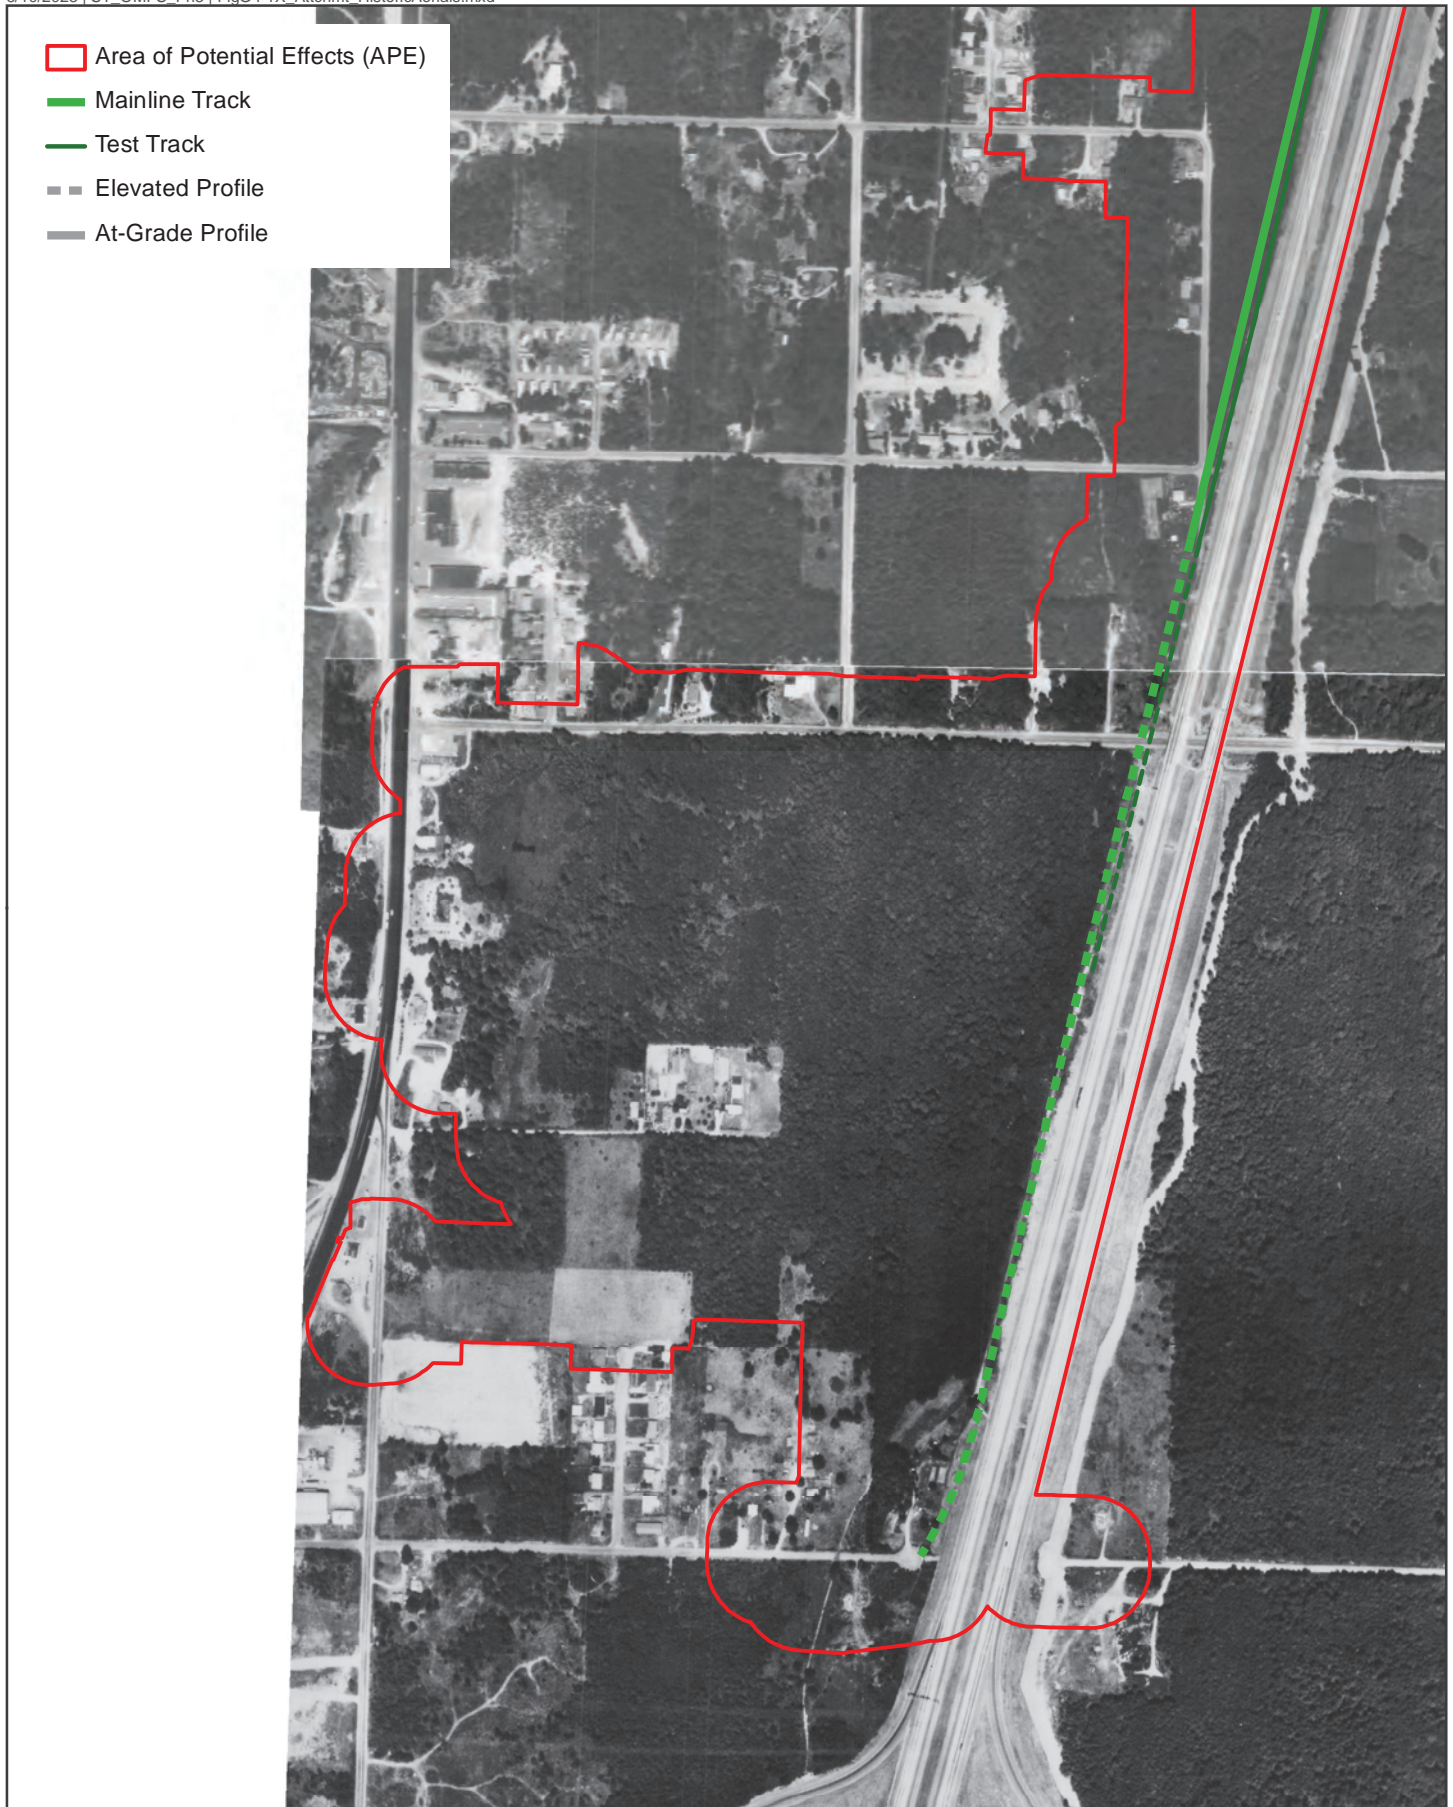 Area of Potential Effects (APE)
Mainline Track
Test Track
Elevated Profile
At-Grade Profile